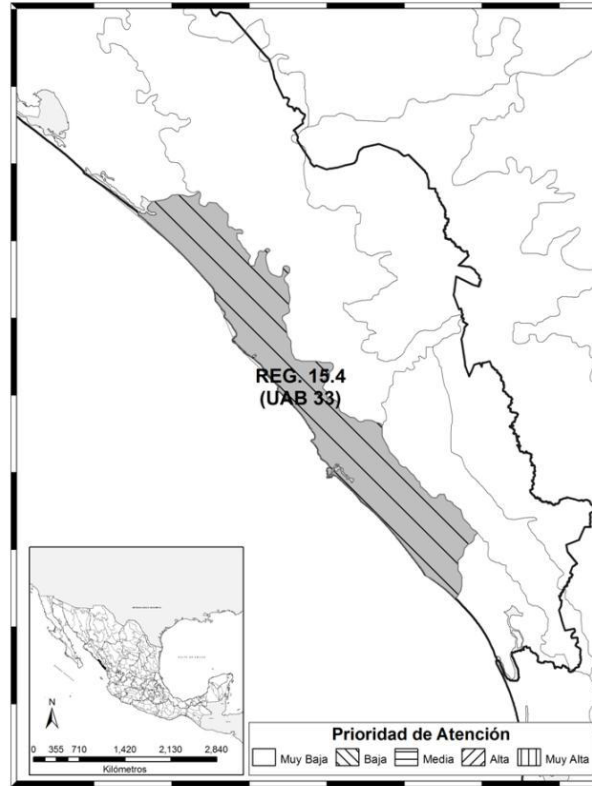 REG. 15.4
(UAB 33)
N
0 355 710 1,420 2,130 2,840
Kilómetros
Prioridad de Atención
Muy Baja Baja Media Alta Muy Alta